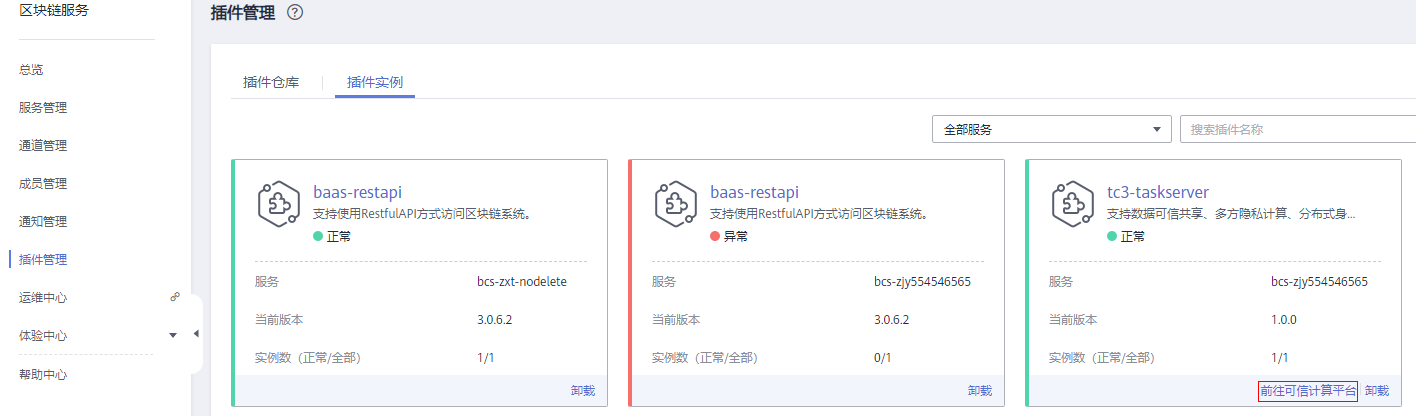 区块链服务
总览
服务管理
通道管理
成员管理
通知管理
插件管理
运维中心
体验中心
帮助中心
插件管理 ?
插件仓库 插件实例
全部服务 搜索插件名称
baas-restapi
支持使用RestfulAPI方式访问区块链系统。
正常
服务 bcs-zxt-nodelete
当前版本 3.0.6.2
实例数（正常/全部） 1/1
卸载
baas-restapi
支持使用RestfulAPI方式访问区块链系统。
异常
服务 bcs-zjy554546565
当前版本 3.0.6.2
实例数（正常/全部） 0/1
卸载
tc3-taskserver
支持数据可信共享、多方隐私计算、分布式身...
正常
服务 bcs-zjy554546565
当前版本 1.0.0
实例数（正常/全部） 1/1
前往可信计算平台 卸载